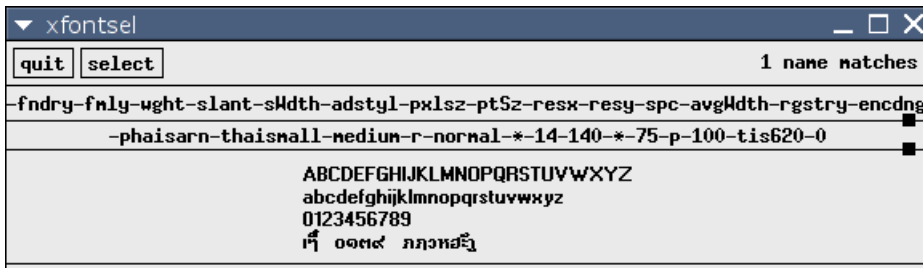 xfontsel
quit select 1 name matches
-fndry-fmly-wght-slant-sWdth-adstyl-pxlsz-ptSz-resx-resy-spc-avgWdth-rgstry-encdng
-phaisarn-thaismall-medium-r-normal-*-14-140-*-75-p-100-tis620-0
ABCDEFGHIJKLMNOPQRSTUVWXYZ
abcdefghijklmnopqrstuvwxyz
0123456789